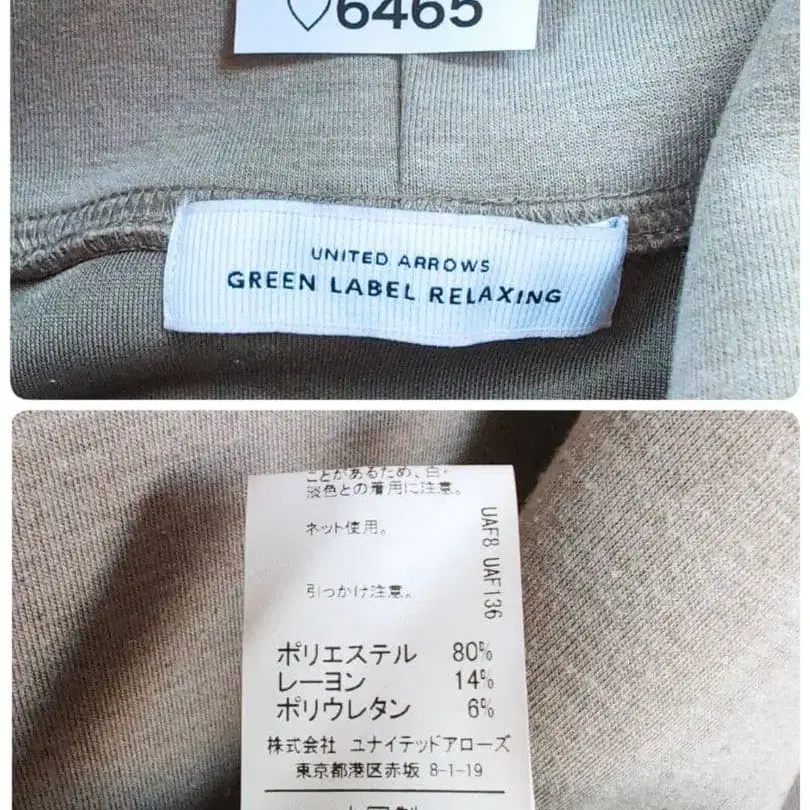 ♡6465
UNITED ARROWS
GREEN LABEL RELAXING
ことがあるため、白・
淡色との着用に注意。
ネット使用。
引っかけ注意。
UAF8 UAF136
ポリエステル 80%
レーヨン 14%
ポリウレタン 6%
株式会社 ユナイテッドアローズ
東京都港区赤坂 8-1-19